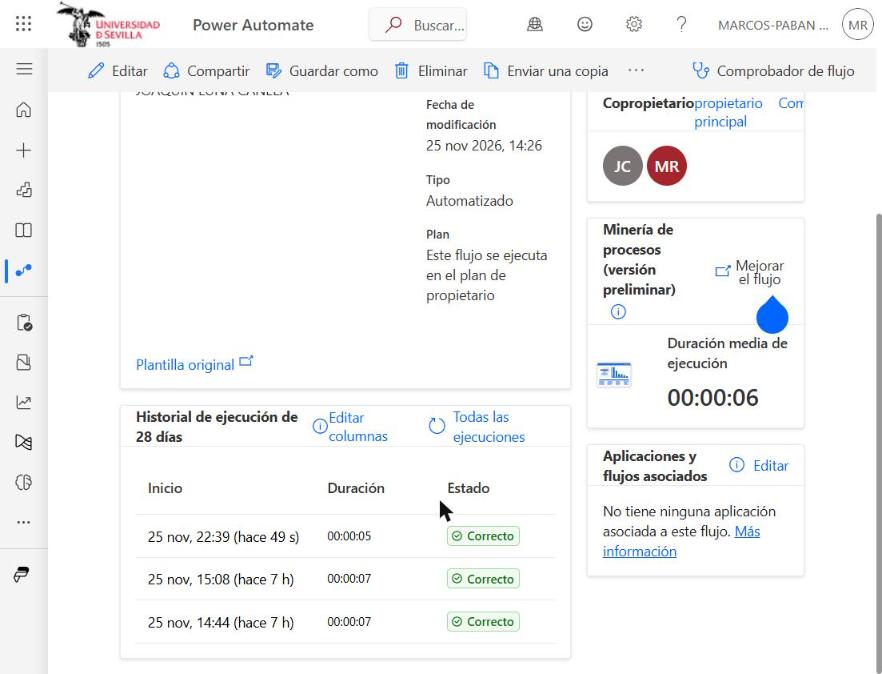 UNIVERSIDAD
D SEVILLA
1505
Power Automate
Buscar...
MARCOS-PABAN ...
MR
Editar
Compartir
Guardar como
Eliminar
Enviar una copia
...
Comprobador de flujo
JOAQUIN LUNA CANELA
Fecha de
modificación
25 nov 2026, 14:26
Tipo
Automatizado
Plan
Este flujo se ejecuta
en el plan de
propietario
Plantilla original
Copropietario
propietario
principal
Com
JC
MR
Minería de
procesos
(versión
preliminar)
Mejorar
el flujo
Duración media de
ejecución
00:00:06
Historial de ejecución de
28 días
Editar
columnas
Todas las
ejecuciones
Inicio Duración Estado
25 nov, 22:39 (hace 49 s) 00:00:05 Correcto
25 nov, 15:08 (hace 7 h) 00:00:07 Correcto
25 nov, 14:44 (hace 7 h) 00:00:07 Correcto
Aplicaciones y
flujos asociados
Editar
No tiene ninguna aplicación
asociada a este flujo. Más
información